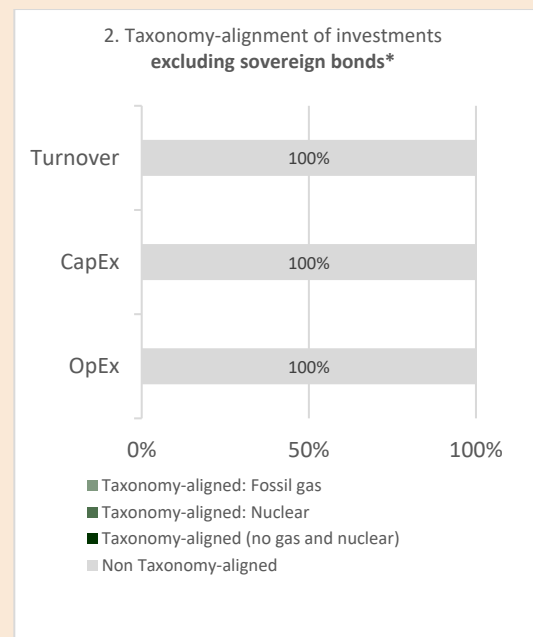 2. Taxonomy-alignment of investments
excluding sovereign bonds*
Turnover
100%
CapEx
100%
OpEx
100%
0%
50%
100%
Taxonomy-aligned: Fossil gas
Taxonomy-aligned: Nuclear
Taxonomy-aligned (no gas and nuclear)
Non Taxonomy-aligned